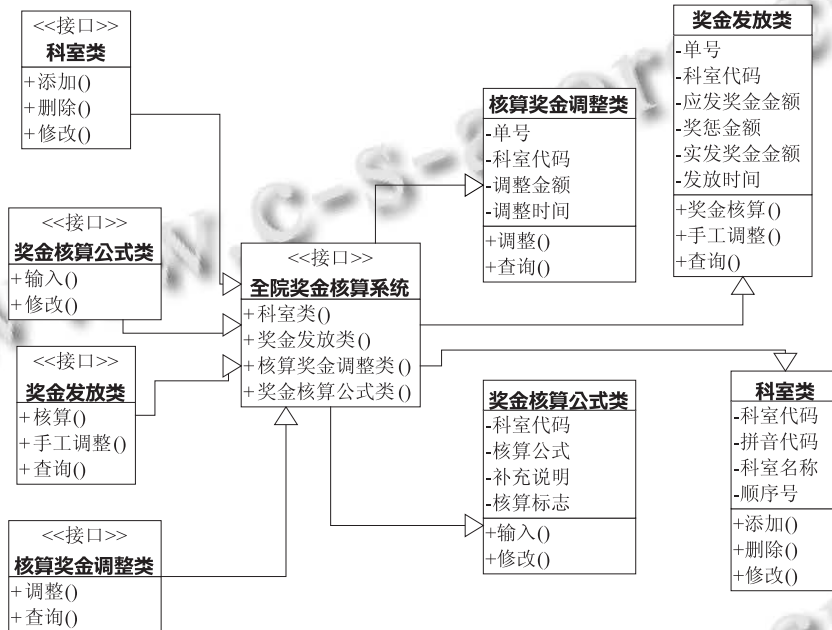 <<接口>>
科室类
+添加()
+删除()
+修改()
<<接口>>
奖金核算公式类
+输入()
+修改()
<<接口>>
奖金发放类
+核算()
+手工调整()
+查询()
<<接口>>
核算奖金调整类
+调整()
+查询()
<<接口>>
全院奖金核算系统
+科室类()
+奖金发放类()
+核算奖金调整类()
+奖金核算公式类()
核算奖金调整类
-单号
-科室代码
-调整金额
-调整时间
+调整()
+查询()
奖金核算公式类
-科室代码
-核算公式
-补充说明
-核算标志
+输入()
+修改()
奖金发放类
-单号
-科室代码
-应发奖金金额
-奖惩金额
-实发奖金金额
-发放时间
+奖金核算()
+手工调整()
+查询()
科室类
-科室代码
-拼音代码
-科室名称
-顺序号
+添加()
+删除()
+修改()